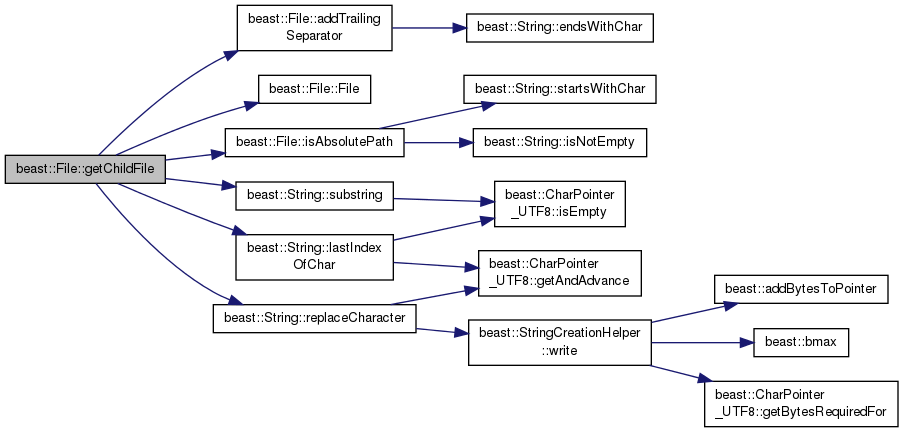 beast::File::getChildFile
beast::File::addTrailing
Separator
beast::File::File
beast::File::isAbsolutePath
beast::String::substring
beast::String::lastIndex
OfChar
beast::String::replaceCharacter
beast::String::endsWithChar
beast::String::startsWithChar
beast::String::isNotEmpty
beast::CharPointer
_UTF8::isEmpty
beast::CharPointer
_UTF8::getAndAdvance
beast::StringCreationHelper
::write
beast::addBytesToPointer
beast::bmax
beast::CharPointer
_UTF8::getBytesRequiredFor